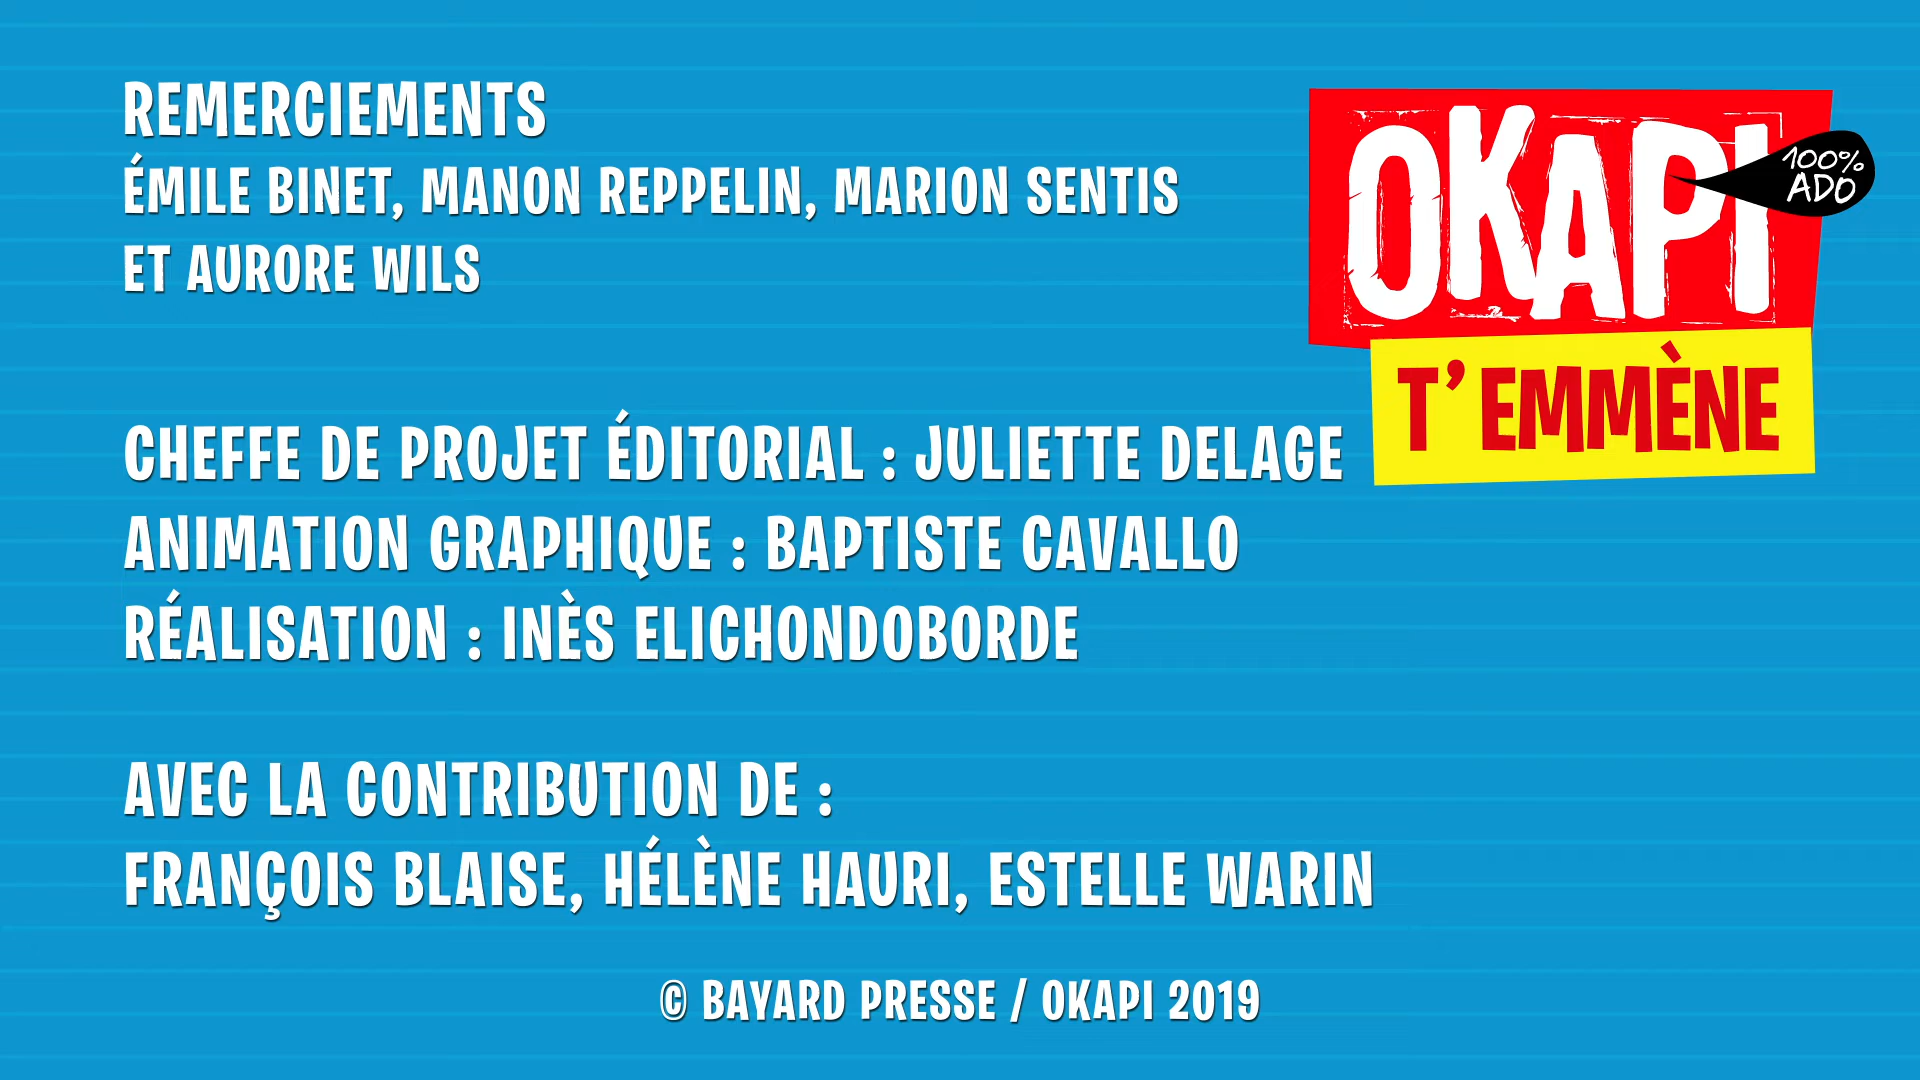 REMERCIEMENTS
ÉMILE BINET, MANON REPPELIN, MARION SENTIS
ET AURORE WILS
OKAPI
100%
ADO
T'EMMÈNE
CHEFFE DE PROJET ÉDITORIAL : JULIETTE DELAGE
ANIMATION GRAPHIQUE : BAPTISTE CAVALLO
RÉALISATION : INÈS ELICHONDOBORDE
AVEC LA CONTRIBUTION DE :
FRANÇOIS BLAISE, HÉLÈNE HAURI, ESTELLE WARIN
© BAYARD PRESSE / OKAPI 2019